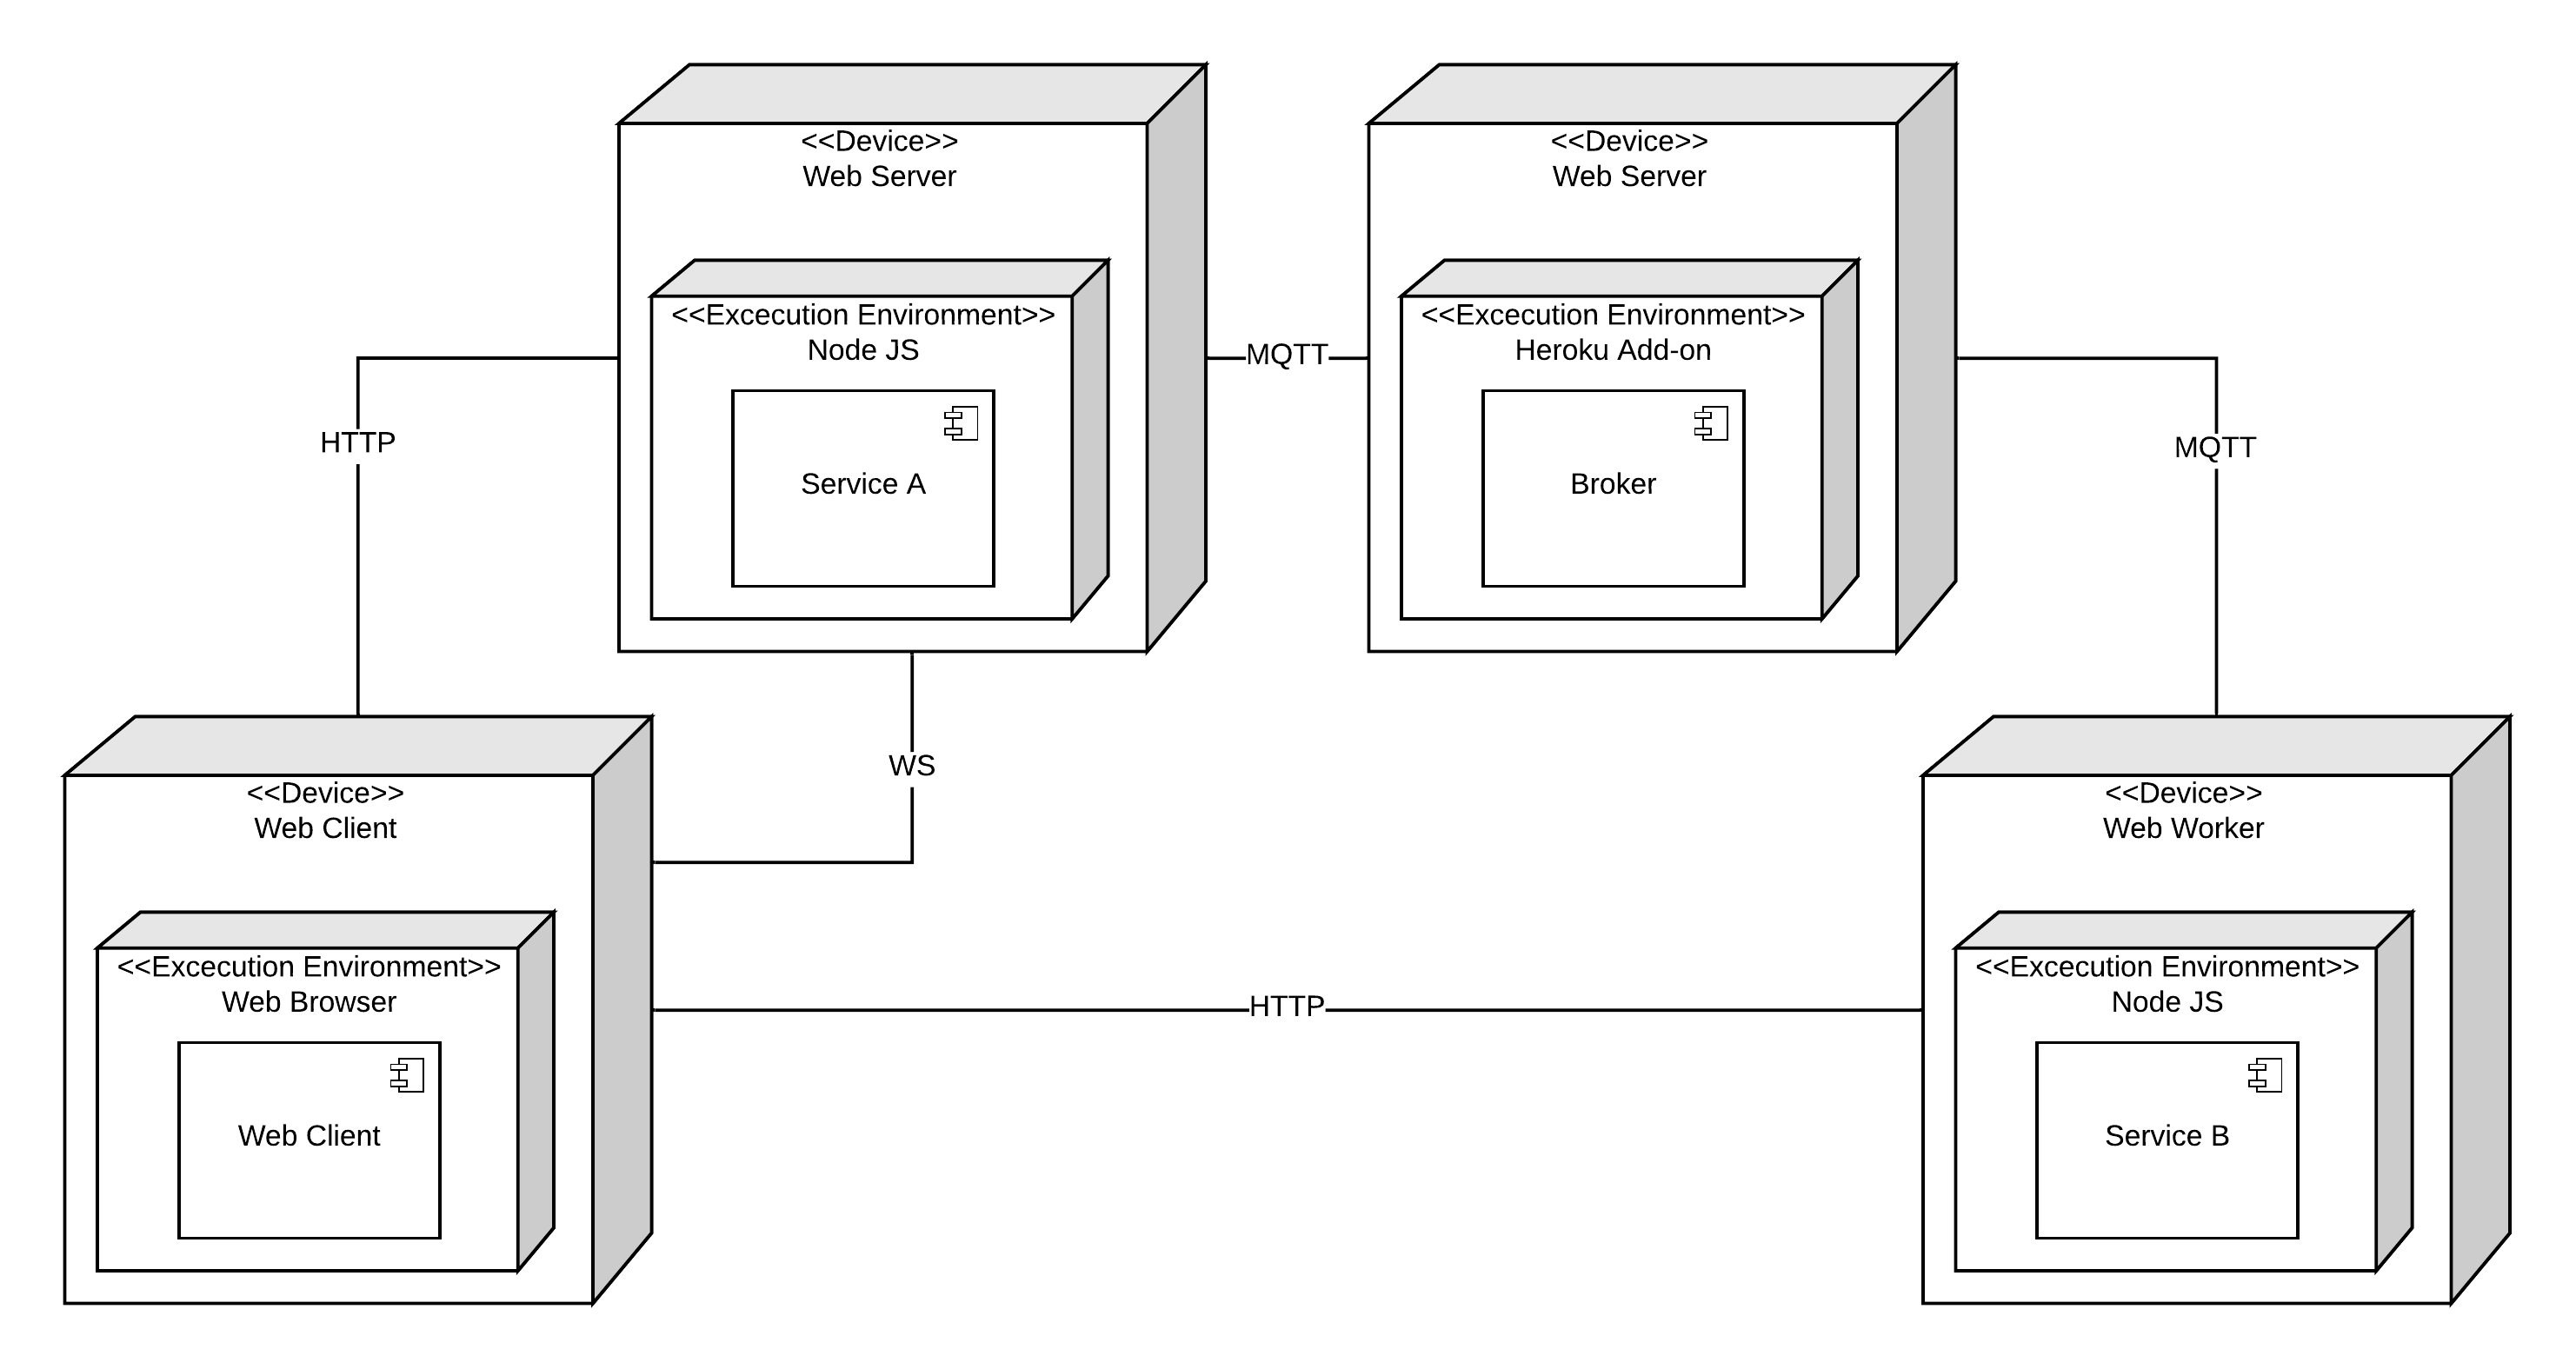 <<Device>>
Web Server
<<Excecution Environment>>
Node JS
Service A
<<Device>>
Web Server
<<Excecution Environment>>
Heroku Add-on
Broker
MQTT
HTTP
MQTT
WS
<<Device>>
Web Client
<<Excecution Environment>>
Web Browser
Web Client
HTTP
<<Device>>
Web Worker
<<Excecution Environment>>
Node JS
Service B